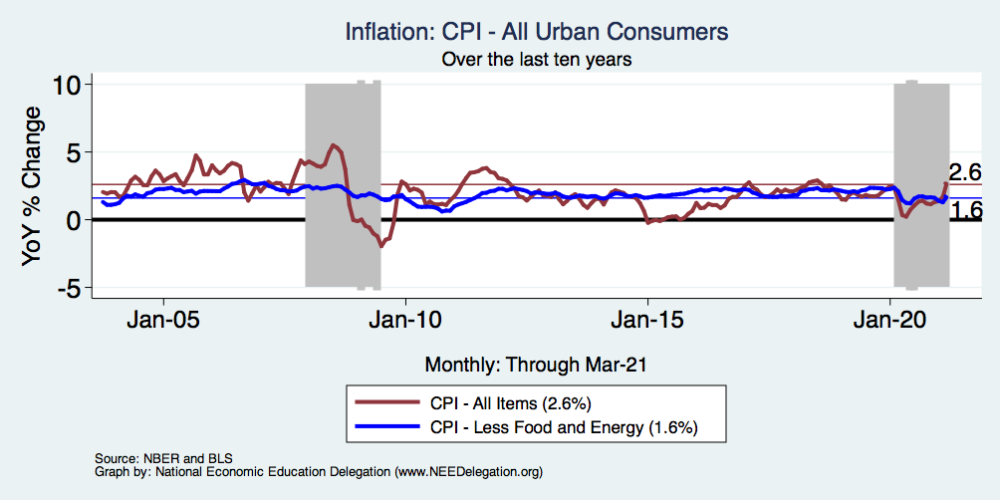 Inflation: CPI - All Urban Consumers
Over the last ten years
YoY % Change
10
5
0
-5
2.6
1.6
Jan-05 Jan-10 Jan-15 Jan-20
Monthly: Through Mar-21
CPI - All Items (2.6%)
CPI - Less Food and Energy (1.6%)
Source: NBER and BLS
Graph by: National Economic Education Delegation (www.NEEDelegation.org)